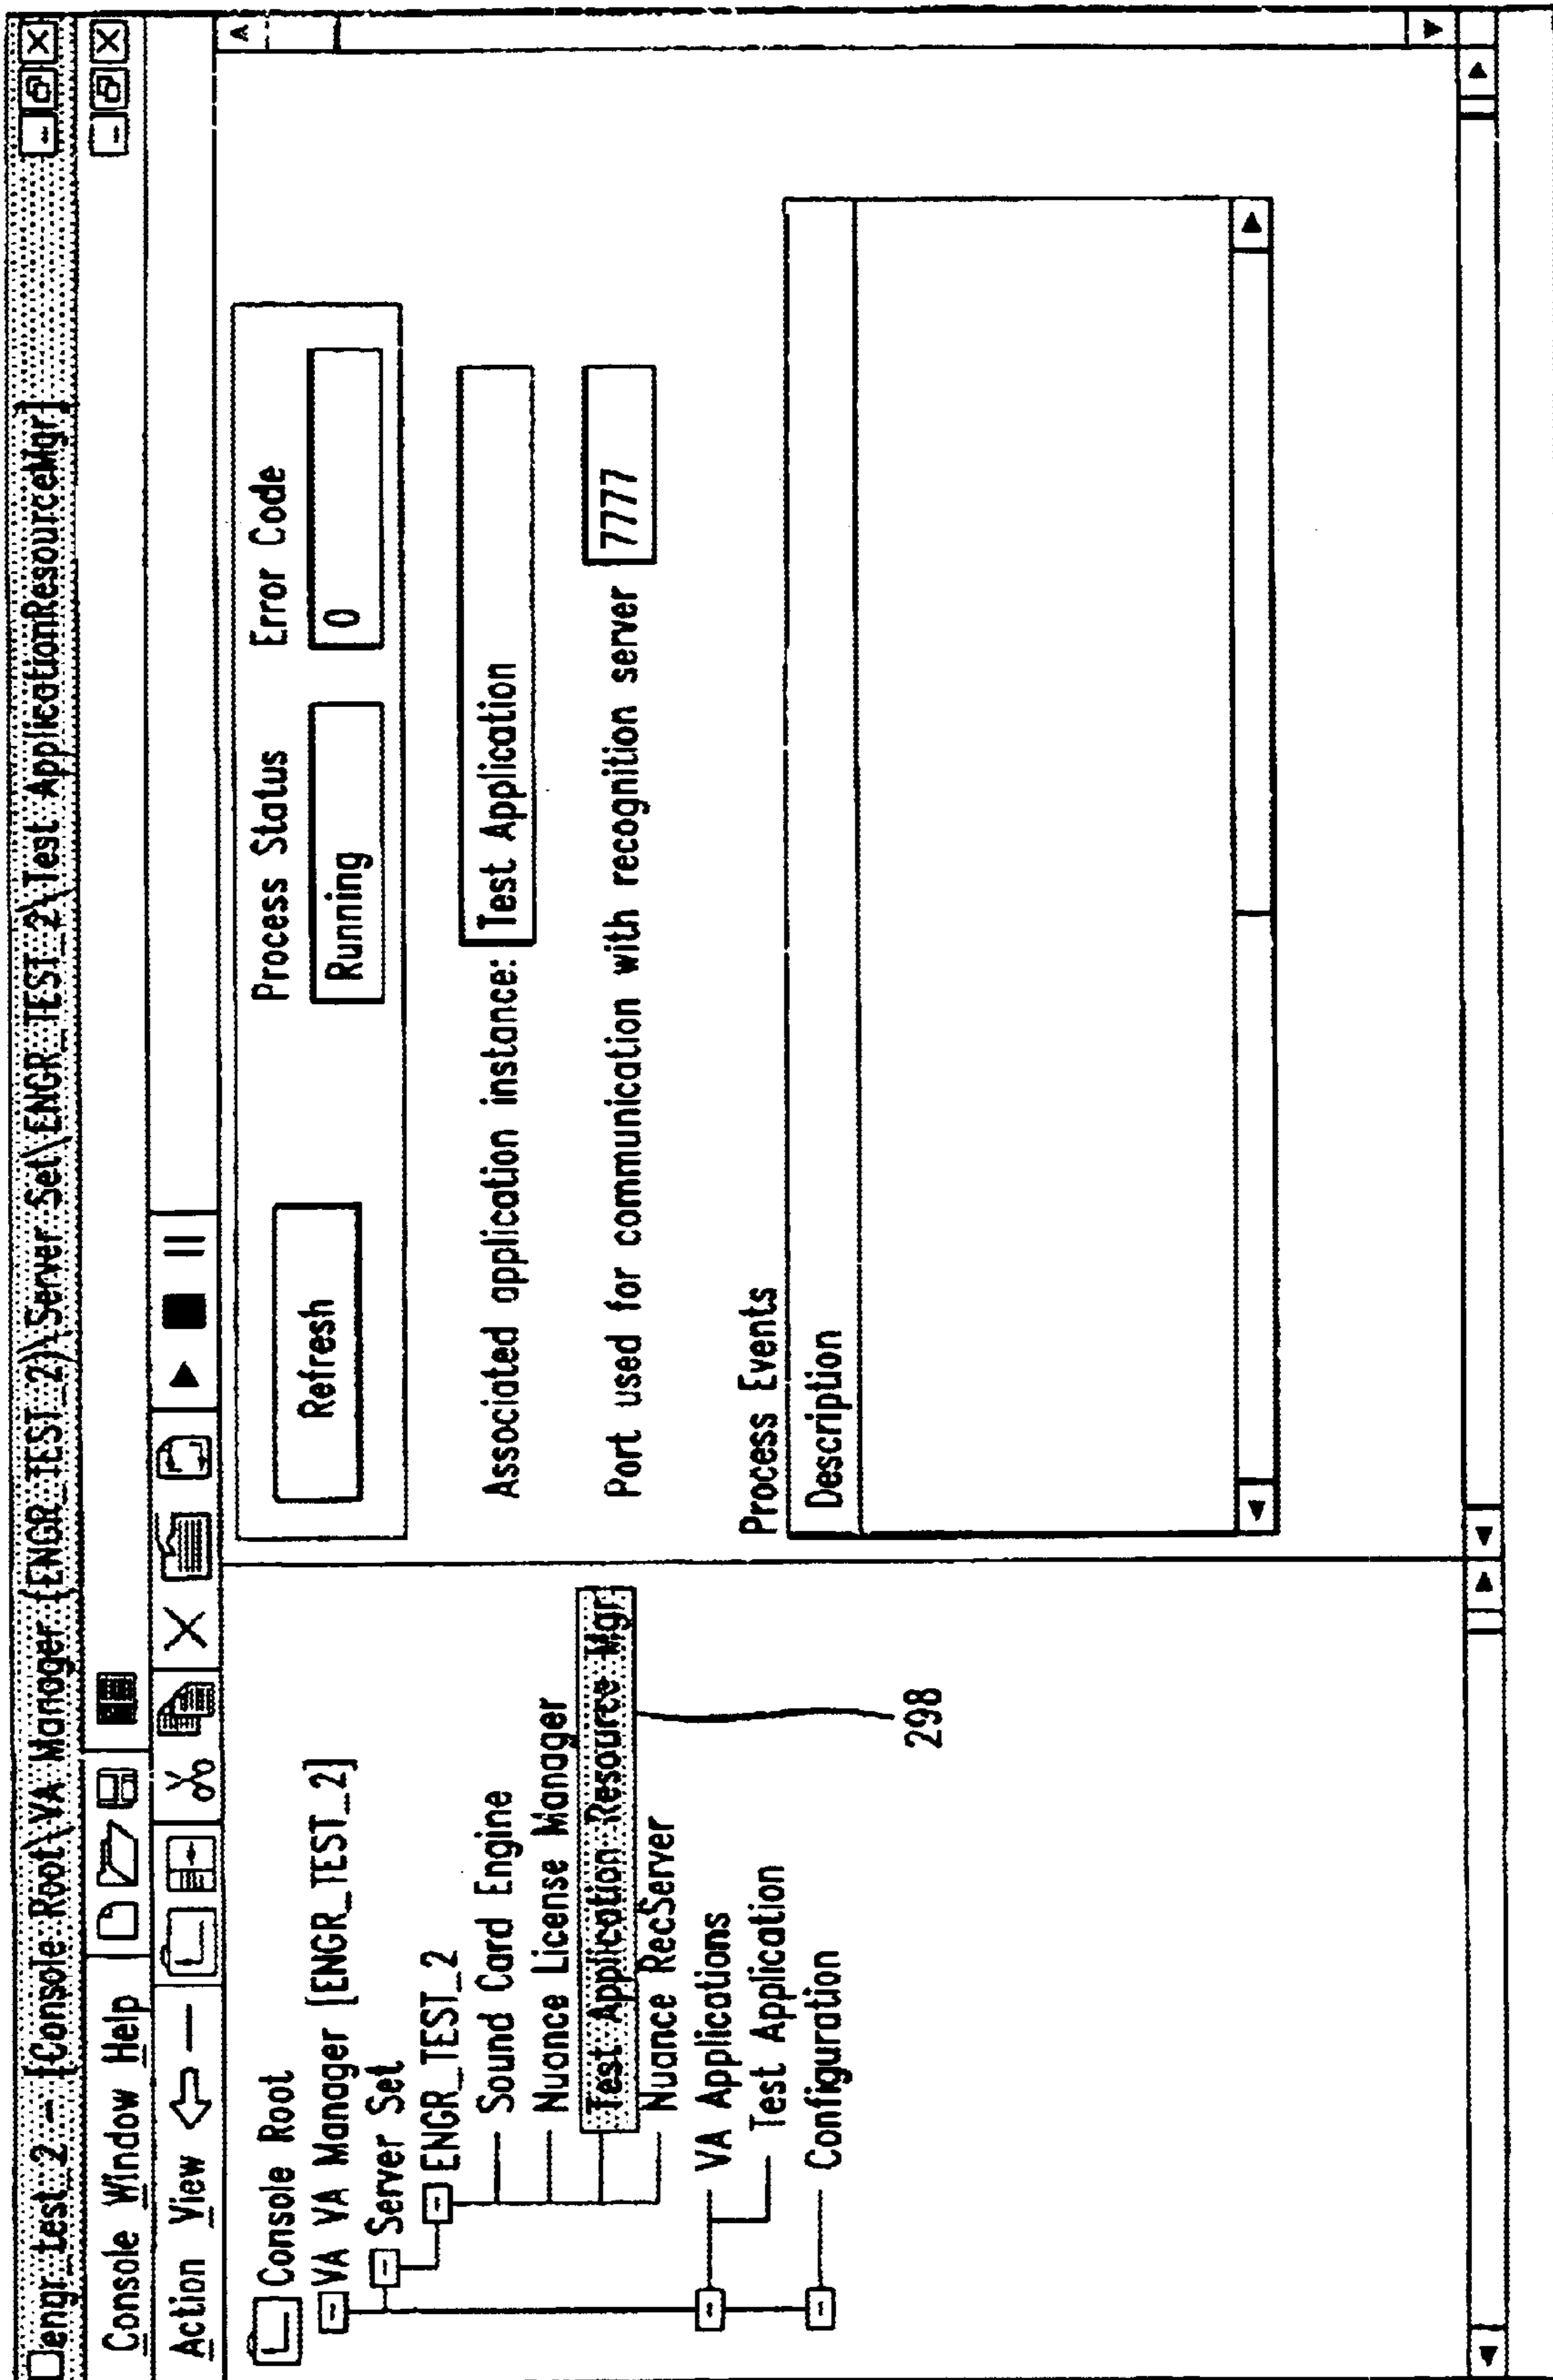 engr_test_2 - [Console Root\VA Manager [ENGR_TEST_2]\Server Set\ENGR_TEST_2\Test ApplicationResourceMgr]
Console Window Help
Action View
Console Root
VA VA Manager [ENGR_TEST_2]
Server Set
ENGR_TEST_2
Sound Card Engine
Nuance License Manager
Test Application Resource Mgr
Nuance RecServer
VA Applications
Test Application
Configuration
298
Refresh
Process Status
Running
Error Code
0
Associated application instance: Test Application
Port used for communication with recognition server 7777
Process Events
Description